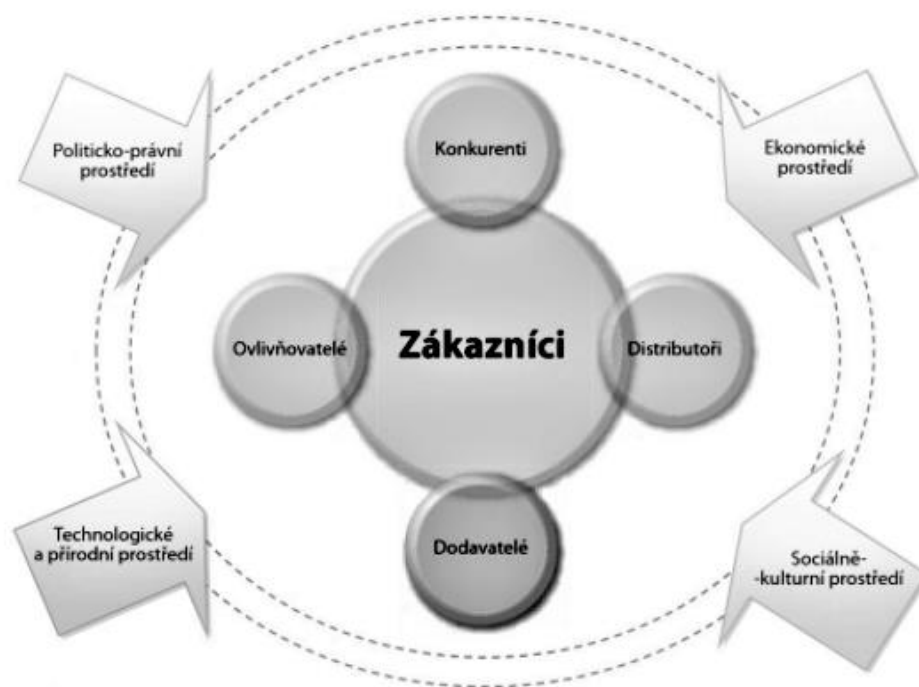 Politicko-právní
prostředí
Konkurenti
Ekonomické
prostředí
Ovlivňovatelé
Zákazníci
Distributoři
Technologické
a přírodní prostředí
Dodavatelé
Sociálně-
-kulturní prostředí